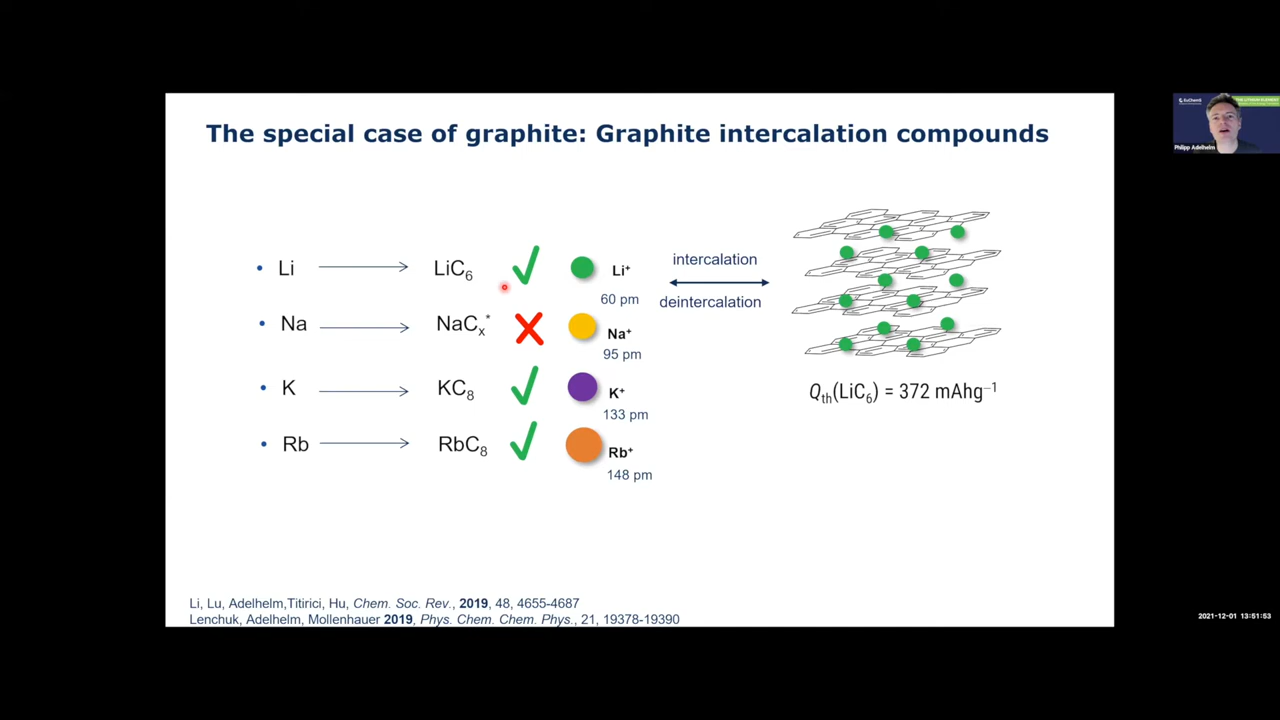 The special case of graphite: Graphite intercalation compounds
• Li LiC6 Li+
60 pm
• Na NaCx* Na+
95 pm
• K KC8 K+
133 pm
• Rb RbC8 Rb+
148 pm
intercalation
deintercalation
Qth(LiC6) = 372 mAhg−1
Li, Lu, Adelhelm,Titirici, Hu, Chem. Soc. Rev., 2019, 48, 4655-4687
Lenchuk, Adelhelm, Mollenhauer 2019, Phys. Chem. Chem. Phys., 21, 19378-19390
EuChemS
Philipp Adelhelm
2021-12-01 13:51:53